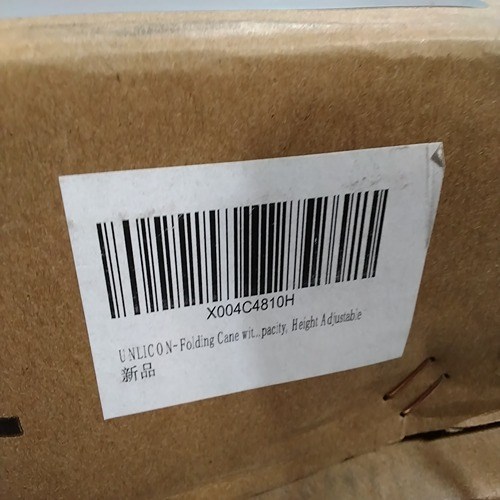 X004C4810H
UNLICON-Folding Cane wit...pacity, Height Adjustable
新品